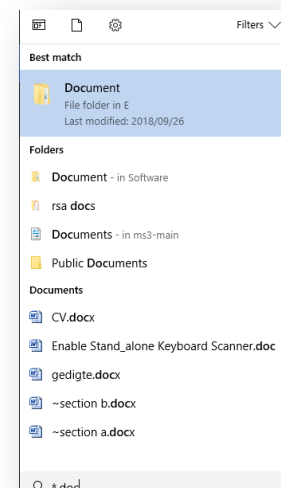 Filters
Best match
Document
File folder in E
Last modified: 2018/09/26
Folders
Document - in Software
rsa docs
Documents - in ms3-main
Public Documents
Documents
CV.docx
Enable Stand_alone Keyboard Scanner.doc
gedigte.docx
~section b.docx
~section a.docx
*.doc